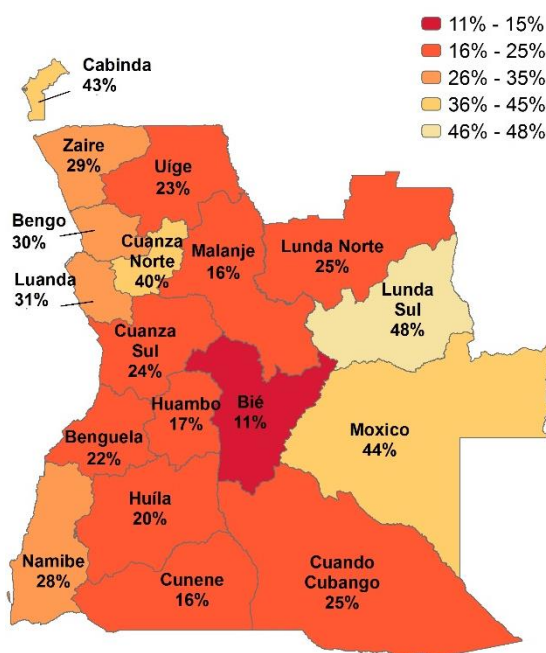 11% - 15%
16% - 25%
26% - 35%
36% - 45%
46% - 48%
Cabinda
43%
Zaire
29%
Uíge
23%
Bengo
30%
Cuanza
Norte
40%
Malanje
16%
Lunda Norte
25%
Luanda
31%
Lunda
Sul
48%
Cuanza
Sul
24%
Huambo
17%
Bié
11%
Moxico
44%
Benguela
22%
Huíla
20%
Namibe
28%
Cunene
16%
Cuando
Cubango
25%